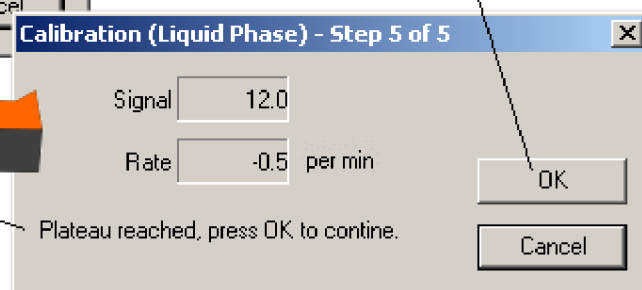 cel
Calibration (Liquid Phase) - Step 5 of 5
Signal 12.0
Rate -0.5 per min
OK
Plateau reached, press OK to contine.
Cancel